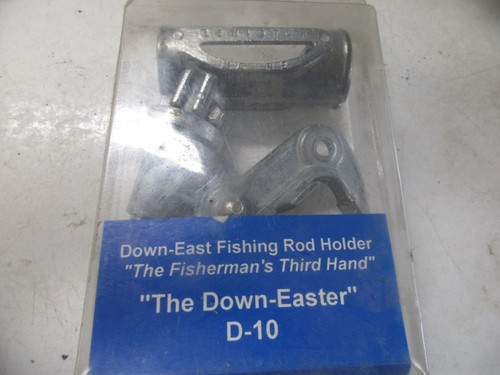 Down-East Fishing Rod Holder
"The Fisherman's Third Hand"
"The Down-Easter"
D-10